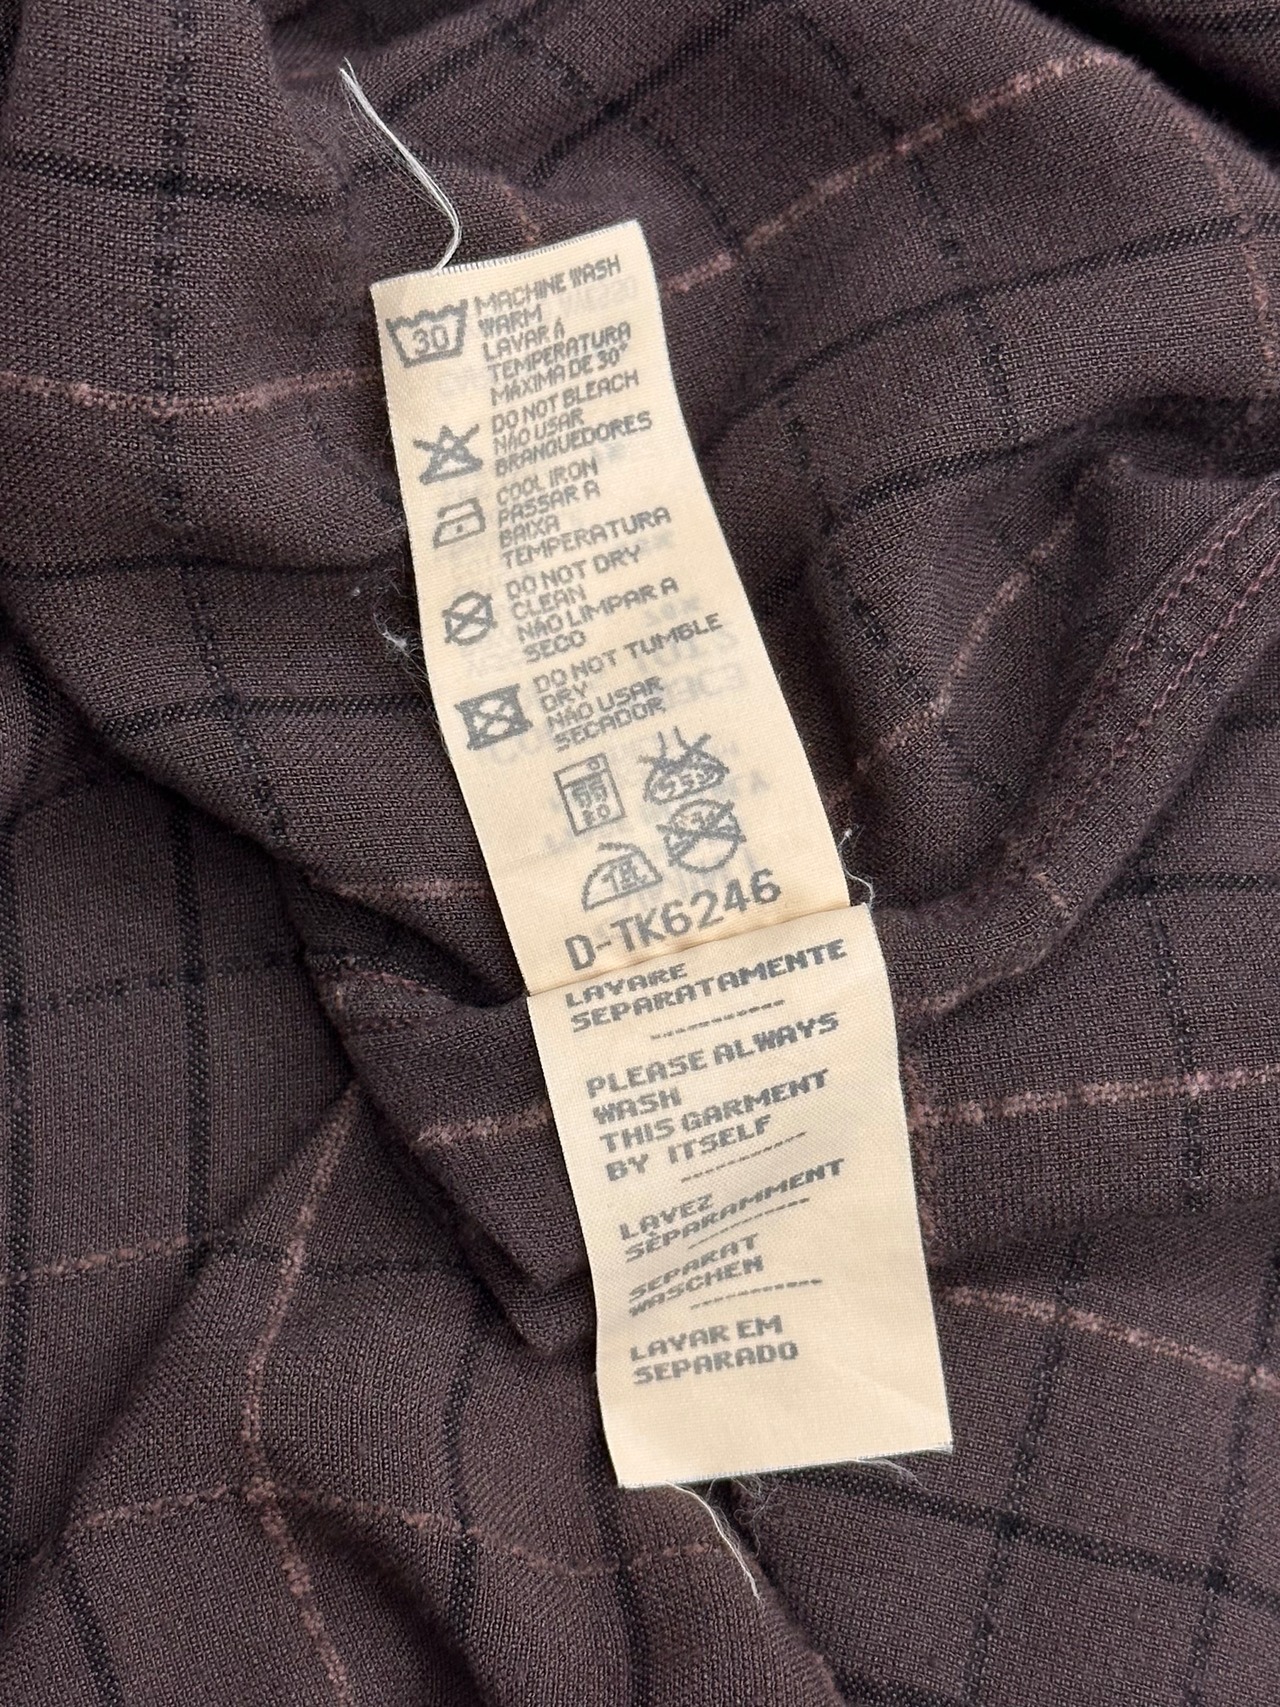 30
MACHINE WASH
WARM
LAVAR Á
TEMPERATURA
MÁXIMA DE 30°
DO NOT BLEACH
NÃO USAR
BRANQUEDORES
COOL IRON
PASSAR A
BAIXA
TEMPERATURA
DO NOT DRY
CLEAN
NÃO LIMPAR A
SECO
DO NOT TUMBLE
DRY
NÃO USAR
SECADOR
D-TK6246
LAVARE
SEPARATAMENTE
PLEASE ALWAYS
WASH
THIS GARMENT
BY ITSELF
LAVEZ
SÈPARAMMENT
SEPARAT
WASCHEN
LAVAR EM
SEPARADO